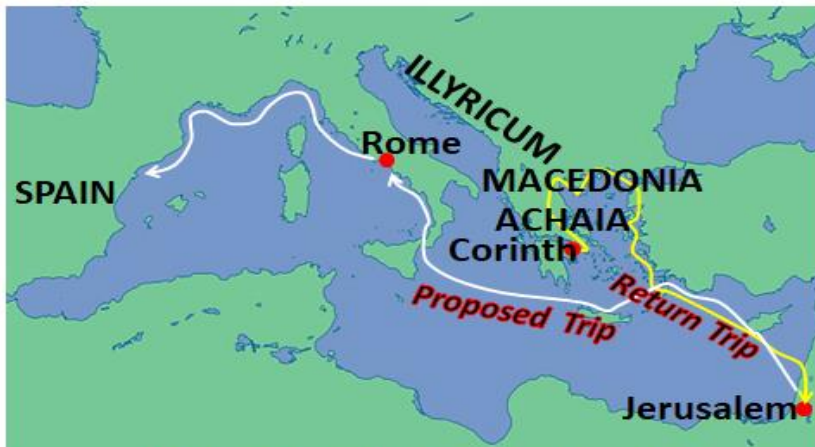 ILLYRICUM
Rome
SPAIN
MACEDONIA
ACHAIA
Corinth
Proposed Trip
Return Trip
Jerusalem